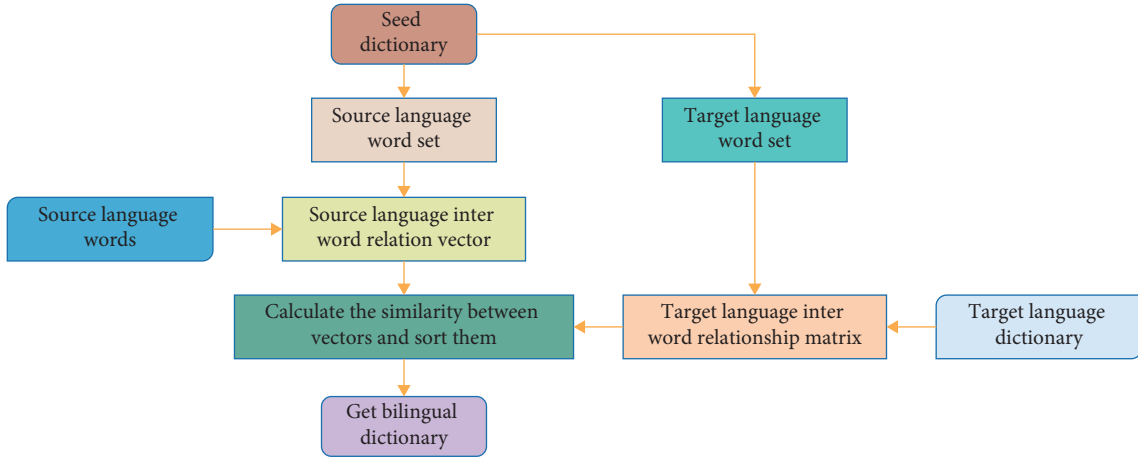 Seed
dictionary
Source language
word set
Target language
word set
Source language
words
Source language inter
word relation vector
Calculate the similarity between
vectors and sort them
Target language inter
word relationship matrix
Target language
dictionary
Get bilingual
dictionary